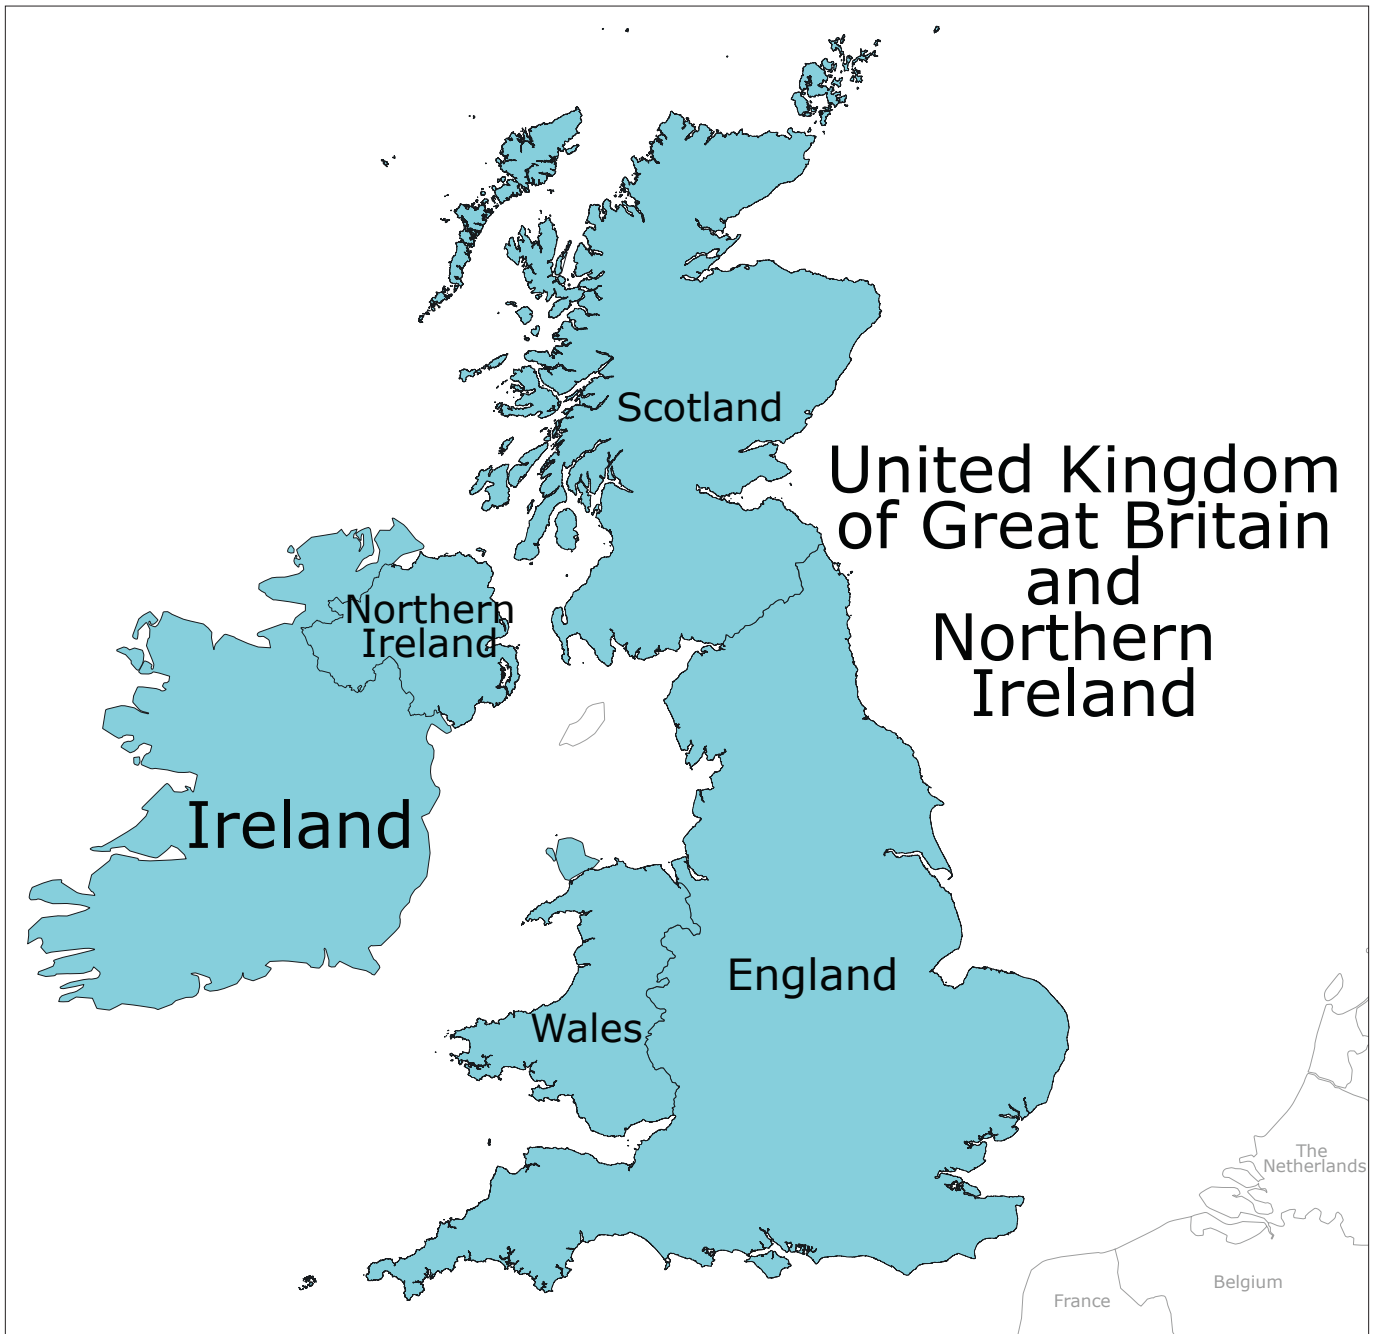 Scotland
United Kingdom
of Great Britain
and
Northern
Ireland
Northern
Ireland
Ireland
England
Wales
The
Netherlands
Belgium
France